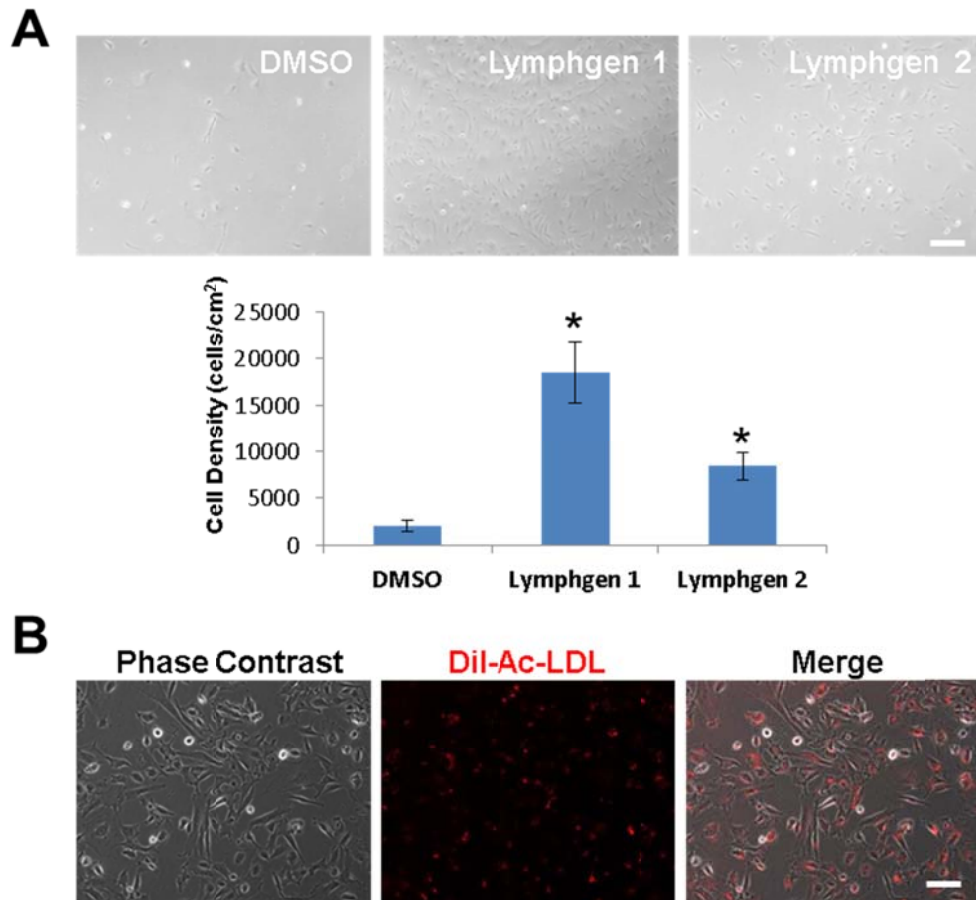 A
DMSO
Lymphgen 1
Lymphgen 2
Cell Density (cells/cm²)
25000
20000
15000
10000
5000
0
*
*
DMSO
Lymphgen 1
Lymphgen 2
B
Phase Contrast
DiI-Ac-LDL
Merge